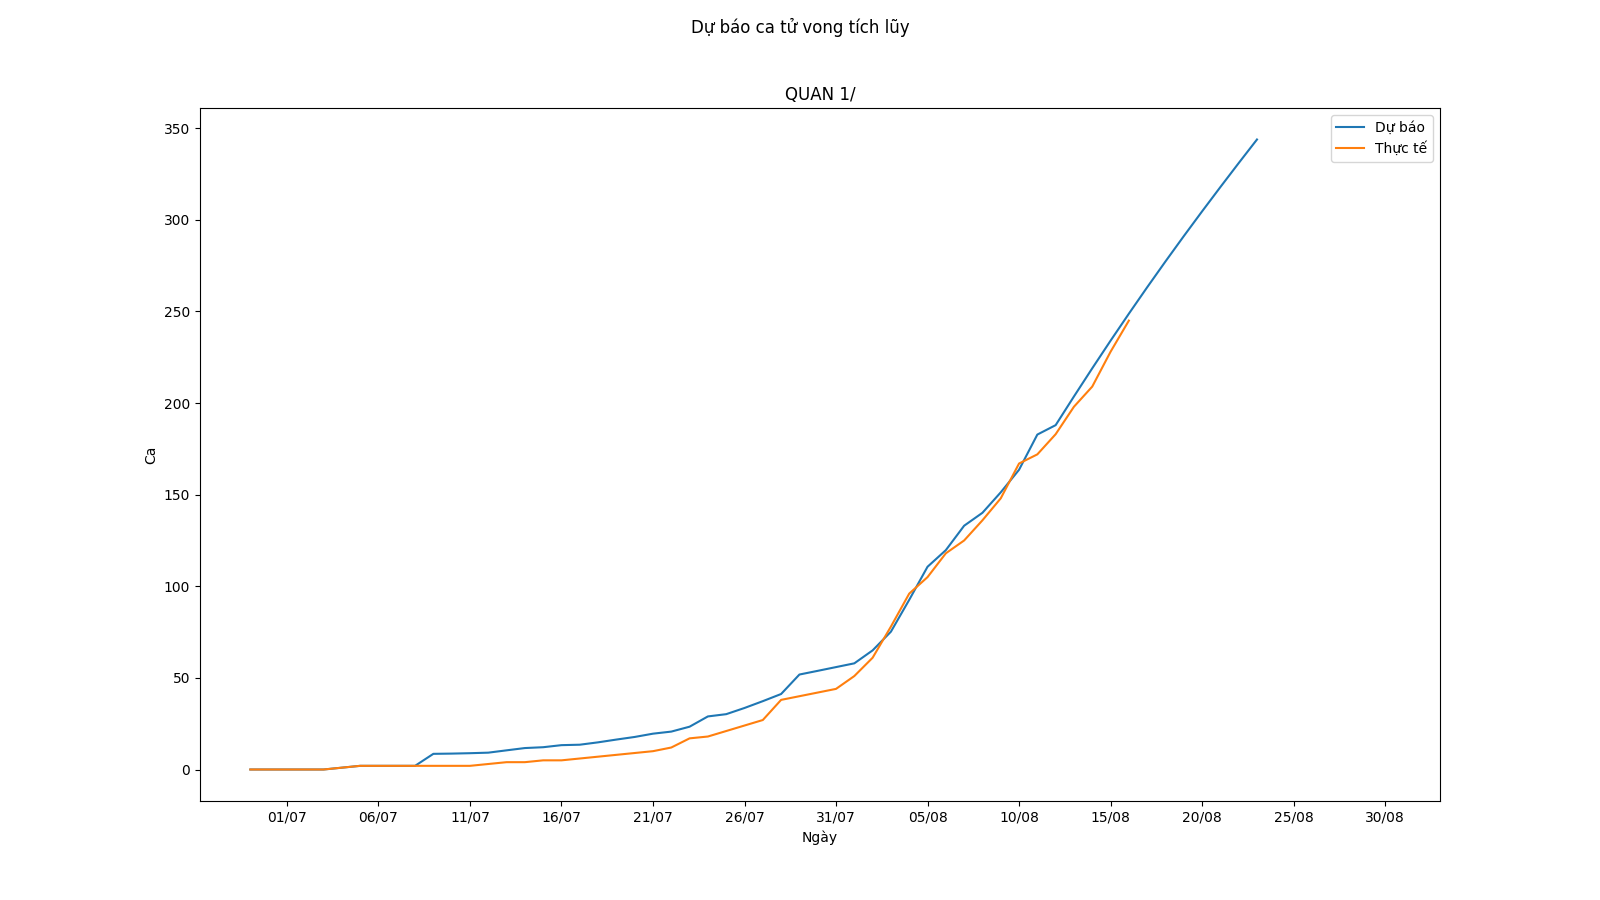 Dự báo ca tử vong tích lũy
QUAN 1/
Dự báo
Thực tế
350
300
250
200
150
100
50
0
Ca
01/07 06/07 11/07 16/07 21/07 26/07 31/07 05/08 10/08 15/08 20/08 25/08 30/08
Ngày